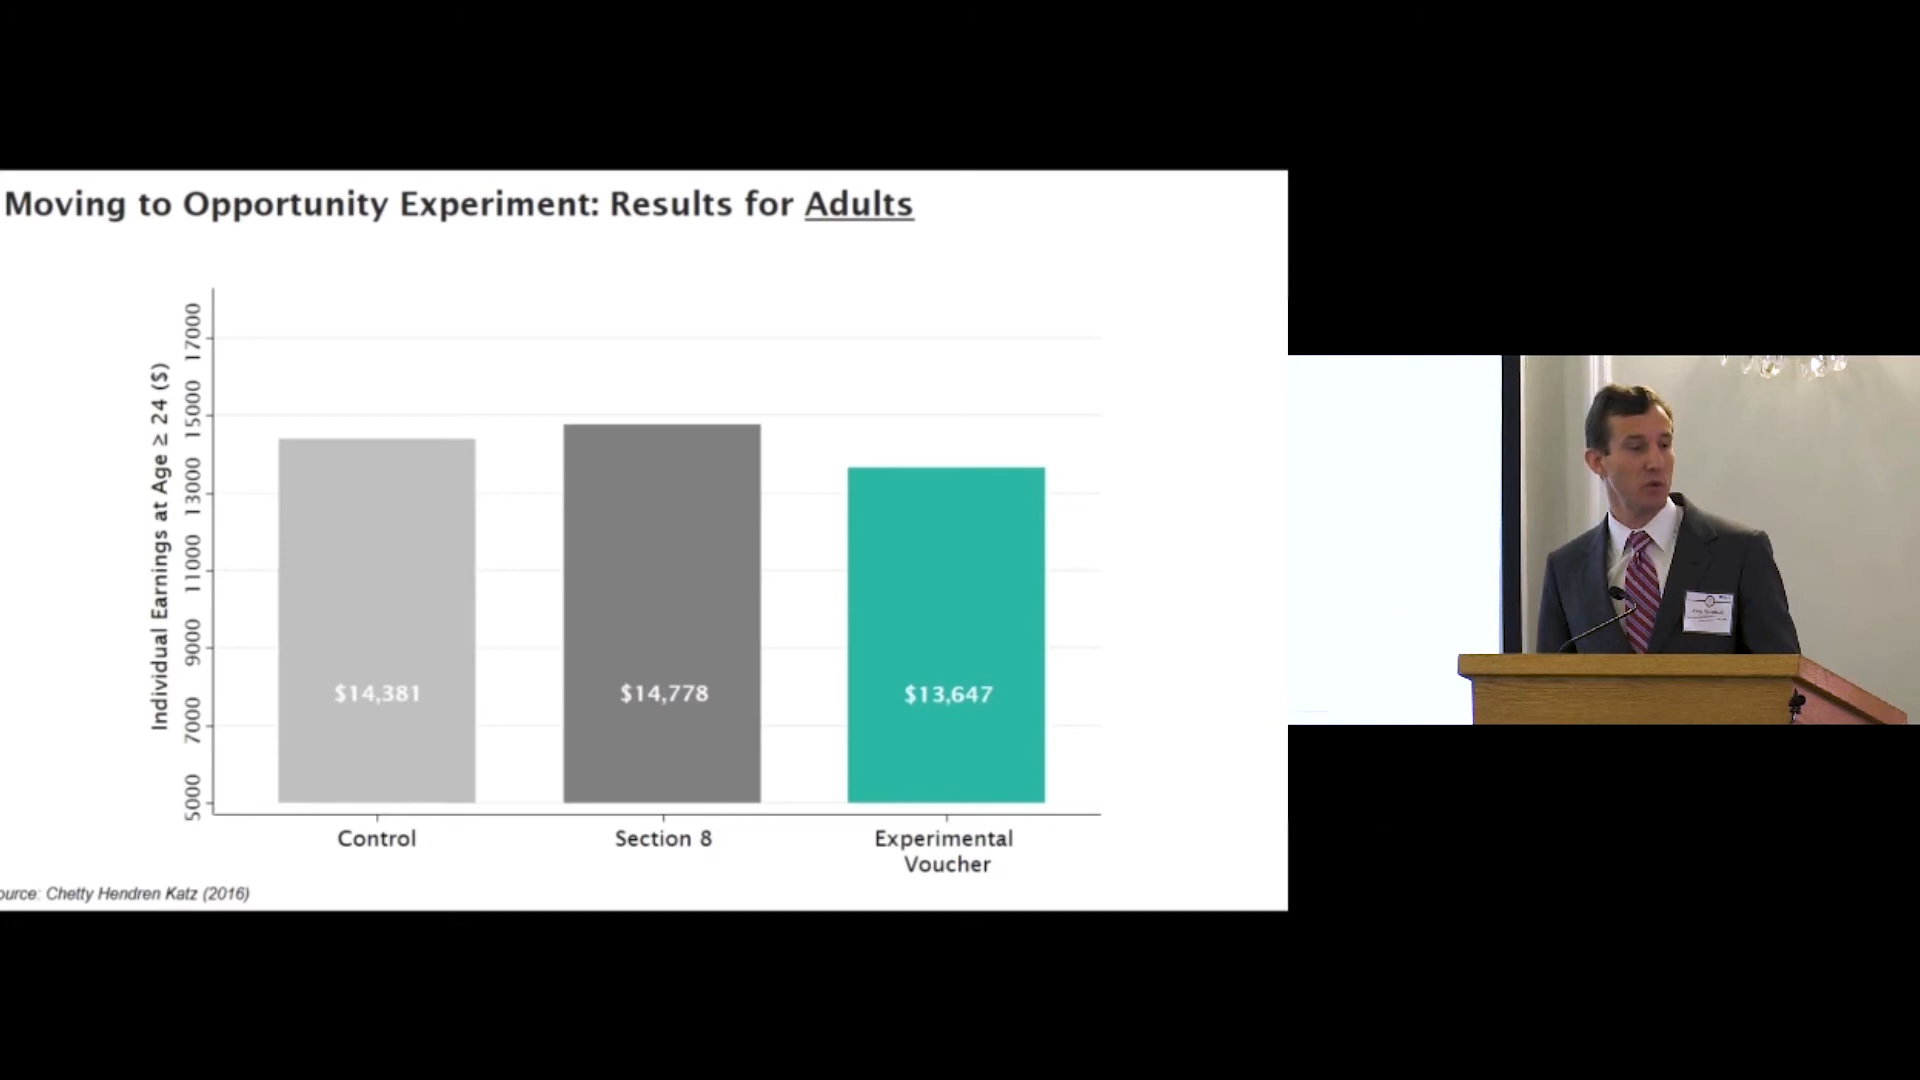 Moving to Opportunity Experiment: Results for Adults
Individual Earnings at Age ≥ 24 ($)
17000
15000
13000
11000
9000
7000
5000
$14,381
$14,778
$13,647
Control
Section 8
Experimental
Voucher
ource: Chetty Hendren Katz (2016)